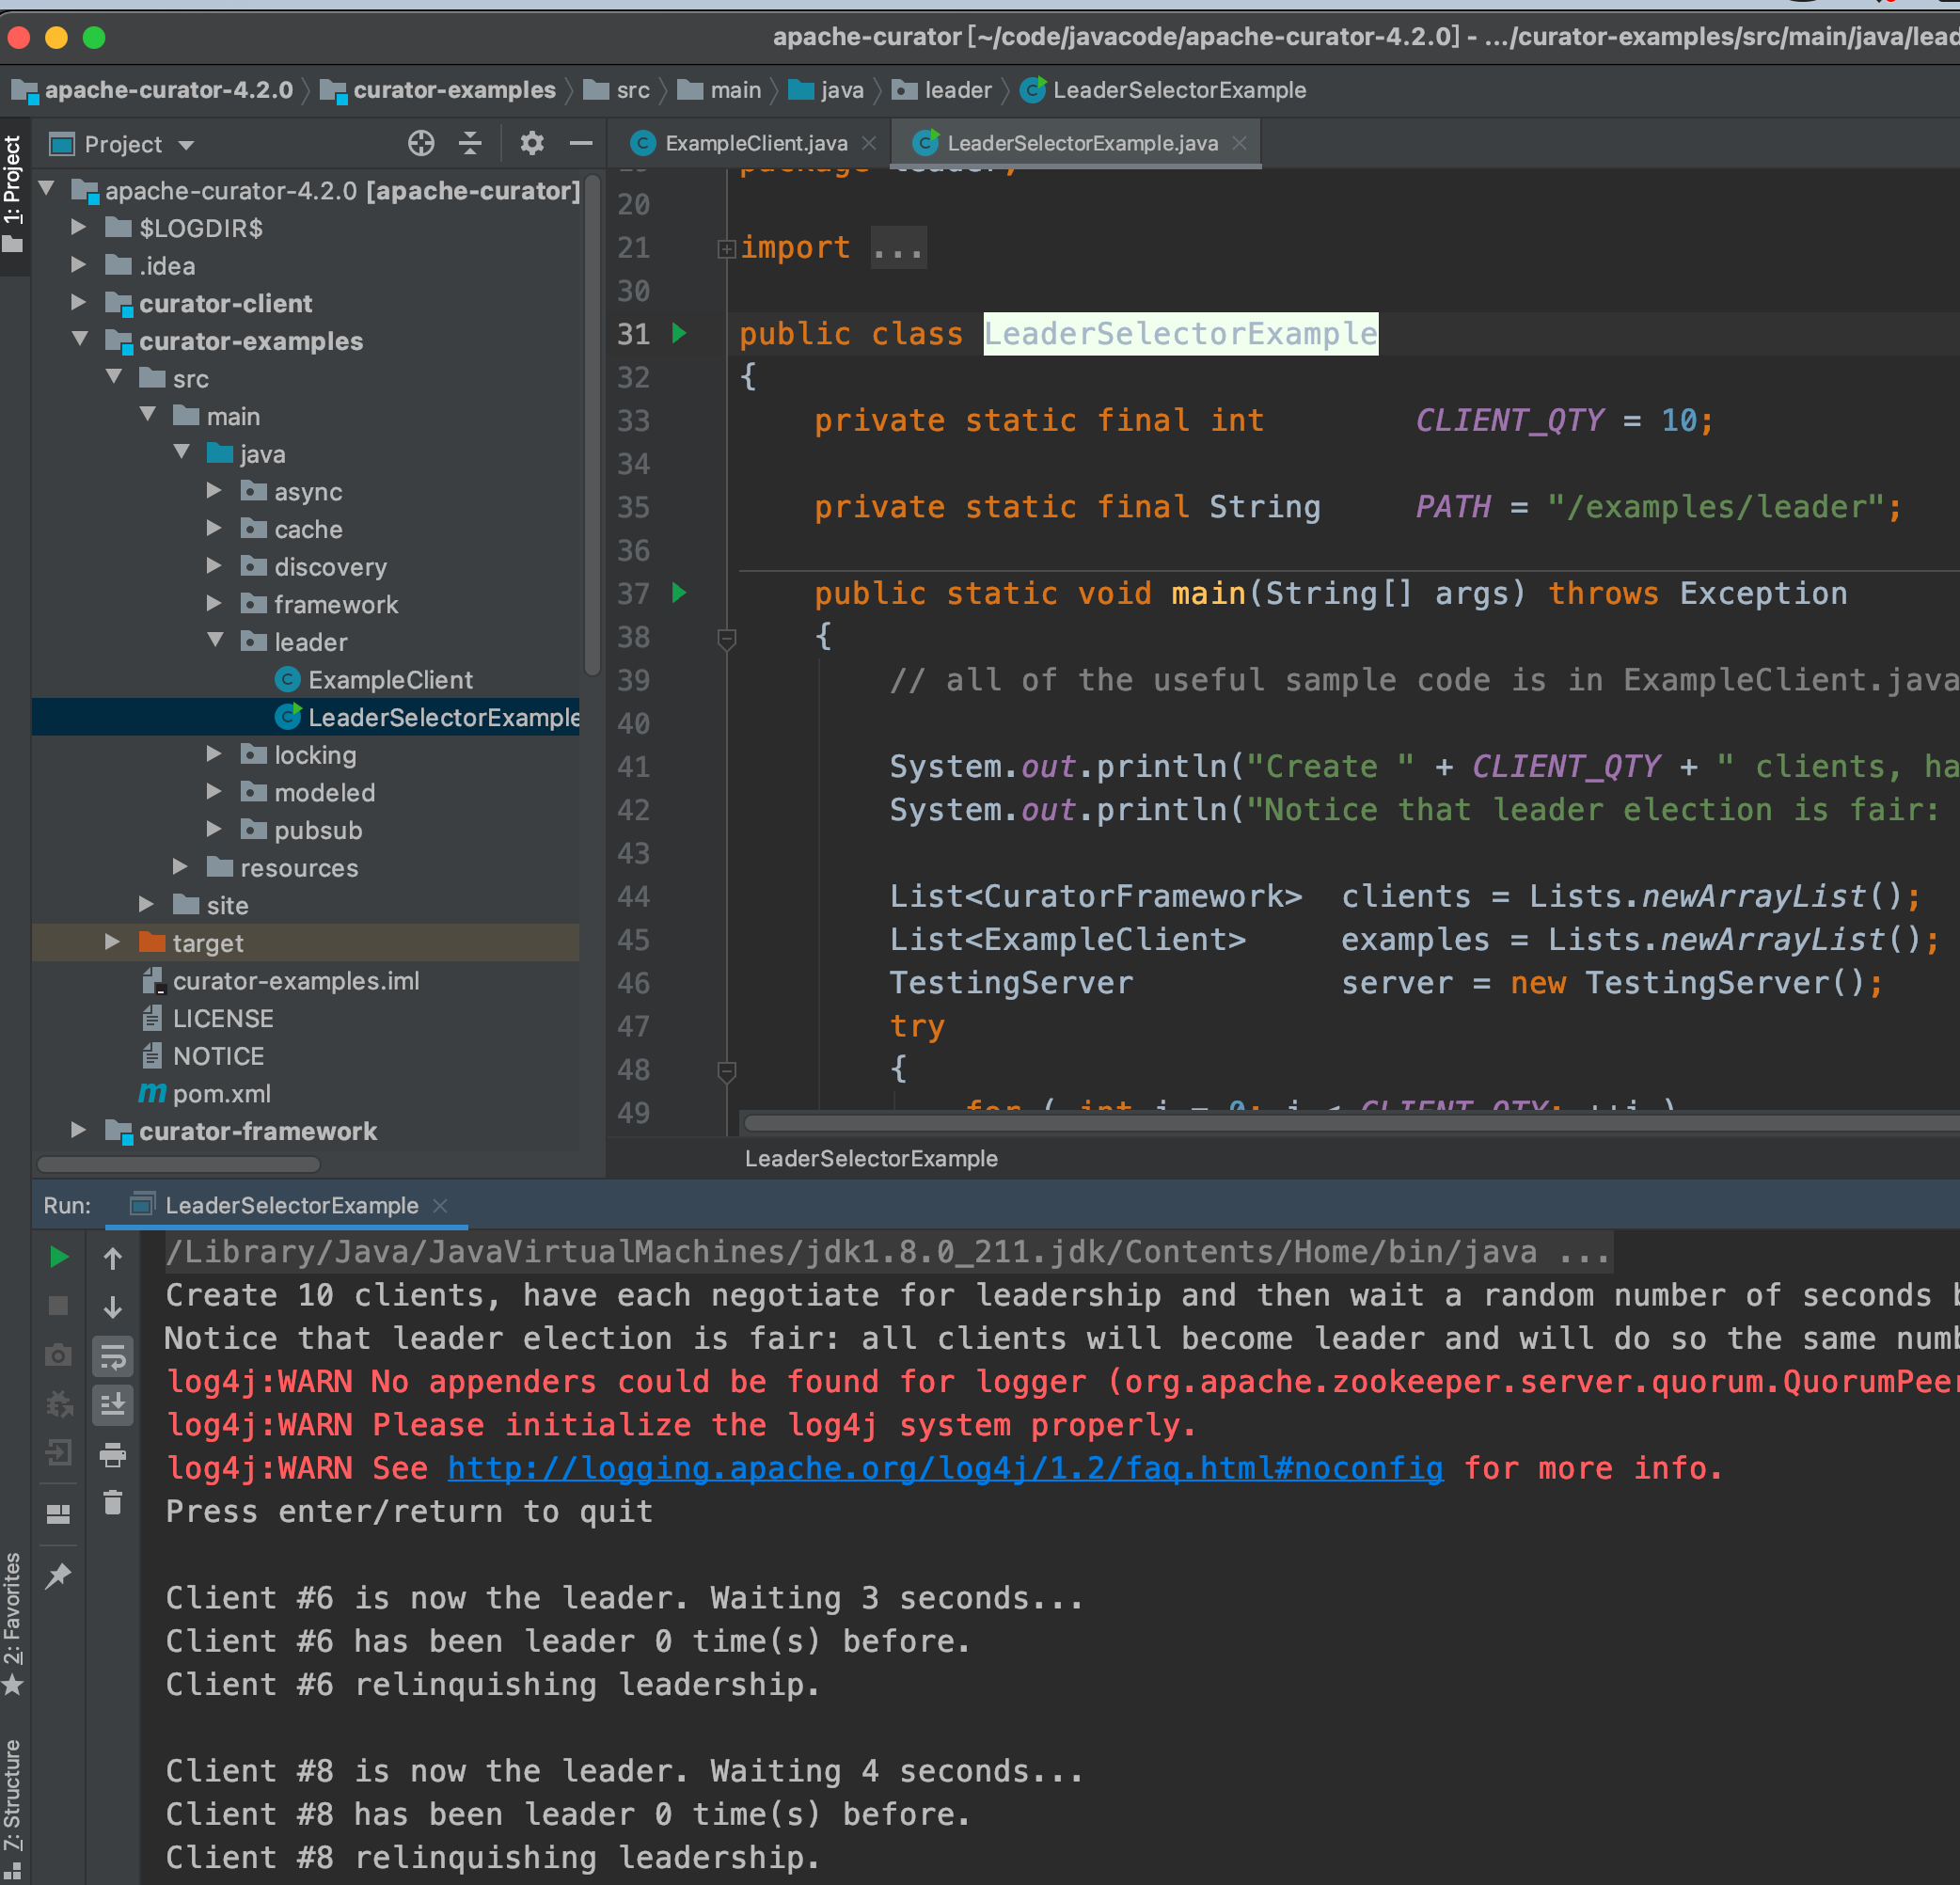 apache-curator [~/code/javacode/apache-curator-4.2.0] - .../curator-examples/src/main/java/lead
apache-curator-4.2.0 curator-examples src main java leader LeaderSelectorExample
1: Project
Project
ExampleClient.java LeaderSelectorExample.java
apache-curator-4.2.0 [apache-curator]
$LOGDIR$
.idea
curator-client
curator-examples
src
main
java
async
cache
discovery
framework
leader
ExampleClient
LeaderSelectorExample
locking
modeled
pubsub
resources
site
target
curator-examples.iml
LICENSE
NOTICE
pom.xml
curator-framework
package leader;
20
21 import ...
30
31 public class LeaderSelectorExample
32 {
33 private static final int CLIENT_QTY = 10;
34
35 private static final String PATH = "/examples/leader";
36
37 public static void main(String[] args) throws Exception
38 {
39 // all of the useful sample code is in ExampleClient.java
40
41 System.out.println("Create " + CLIENT_QTY + " clients, ha
42 System.out.println("Notice that leader election is fair:
43
44 List<CuratorFramework> clients = Lists.newArrayList();
45 List<ExampleClient> examples = Lists.newArrayList();
46 TestingServer server = new TestingServer();
47 try
48 {
49 for ( int i = 0; i < CLIENT_QTY; ++i )
LeaderSelectorExample
Run: LeaderSelectorExample
/Library/Java/JavaVirtualMachines/jdk1.8.0_211.jdk/Contents/Home/bin/java ...
Create 10 clients, have each negotiate for leadership and then wait a random number of seconds b
Notice that leader election is fair: all clients will become leader and will do so the same numb
log4j:WARN No appenders could be found for logger (org.apache.zookeeper.server.quorum.QuorumPeer
log4j:WARN Please initialize the log4j system properly.
log4j:WARN See http://logging.apache.org/log4j/1.2/faq.html#noconfig for more info.
Press enter/return to quit
Client #6 is now the leader. Waiting 3 seconds...
Client #6 has been leader 0 time(s) before.
Client #6 relinquishing leadership.
Client #8 is now the leader. Waiting 4 seconds...
Client #8 has been leader 0 time(s) before.
Client #8 relinquishing leadership.
2: Favorites
Z: Structure